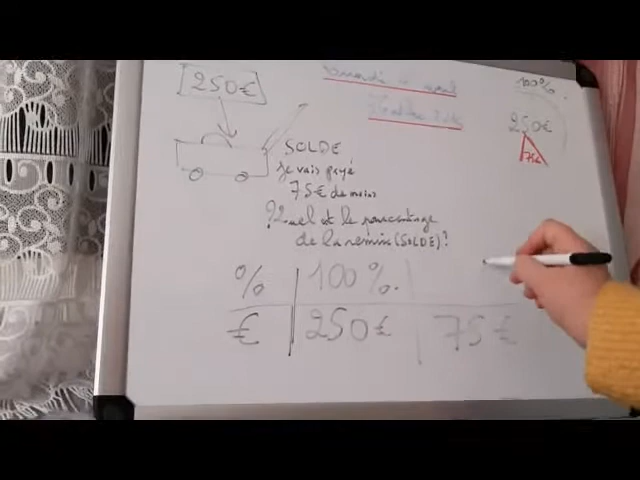 250€
100%.
250€
75€
SOLDE
Je vais payé
75€ de moins
Quel est le pourcentage
de la remise (SOLDE)?
% 100%.
€ 250€ 75€